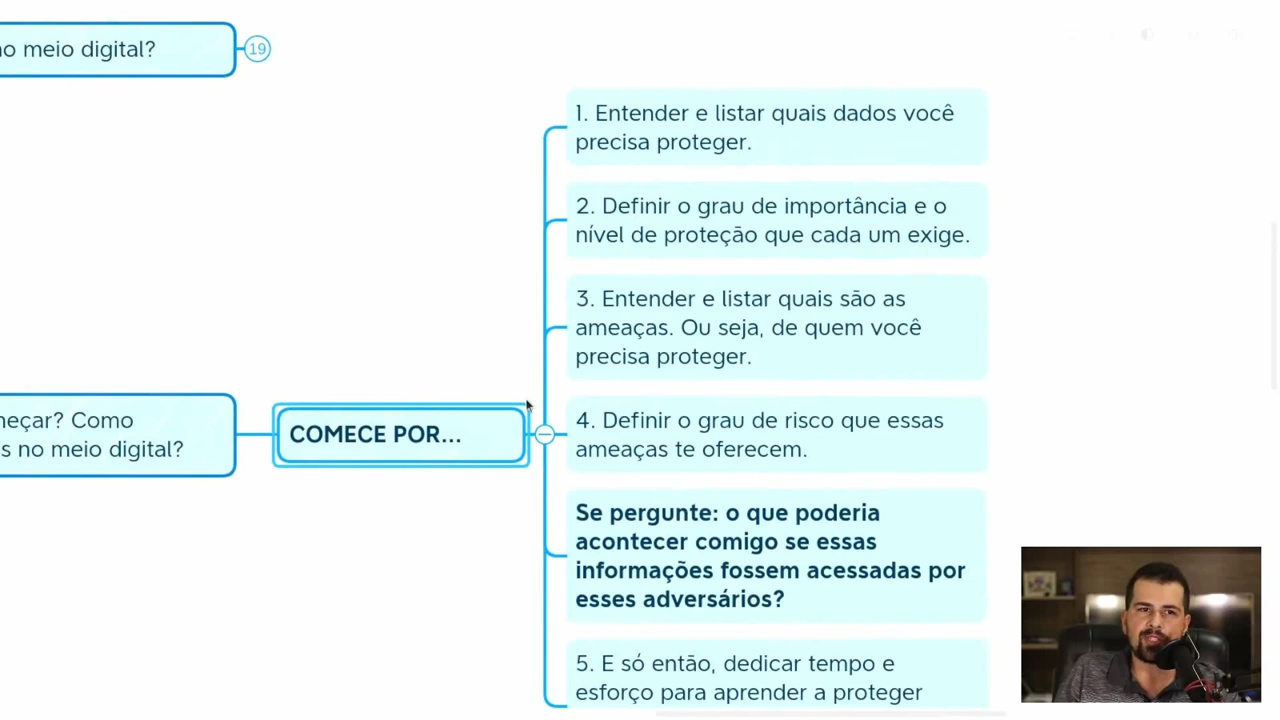 o meio digital?
19
1. Entender e listar quais dados você
precisa proteger.
2. Definir o grau de importância e o
nível de proteção que cada um exige.
3. Entender e listar quais são as
ameaças. Ou seja, de quem você
precisa proteger.
eçar? Como
s no meio digital?
COMECE POR...
4. Definir o grau de risco que essas
ameaças te oferecem.
Se pergunte: o que poderia
acontecer comigo se essas
informações fossem acessadas por
esses adversários?
5. E só então, dedicar tempo e
esforço para aprender a proteger